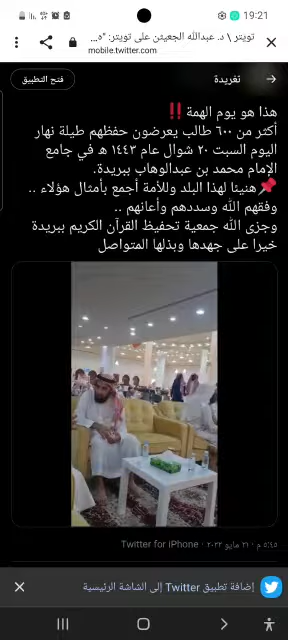 19:21
تويتر \ د. عبدالله الجعيثن على تويتر: "ه...
mobile.twitter.com
تغريدة
فتح التطبيق
هذا هو يوم الهمة‼️
أكثر من ٦٠٠ طالب يعرضون حفظهم طيلة نهار
اليوم السبت ٢٠ شوال عام ١٤٤٣ ه في جامع
الإمام محمد بن عبدالوهاب ببريدة.
📌هنيئا لهذا البلد وللأمة أجمع بأمثال هؤلاء ..
وفقهم الله وسددهم وأعانهم ..
وجزى الله جمعية تحفيظ القرآن الكريم ببريدة
خيرا على جهدها وبذلها المتواصل
٥:٤٥ م · ٢١ مايو ٢٠٢٢ · Twitter for iPhone
إضافة تطبيق Twitter إلى الشاشة الرئيسية